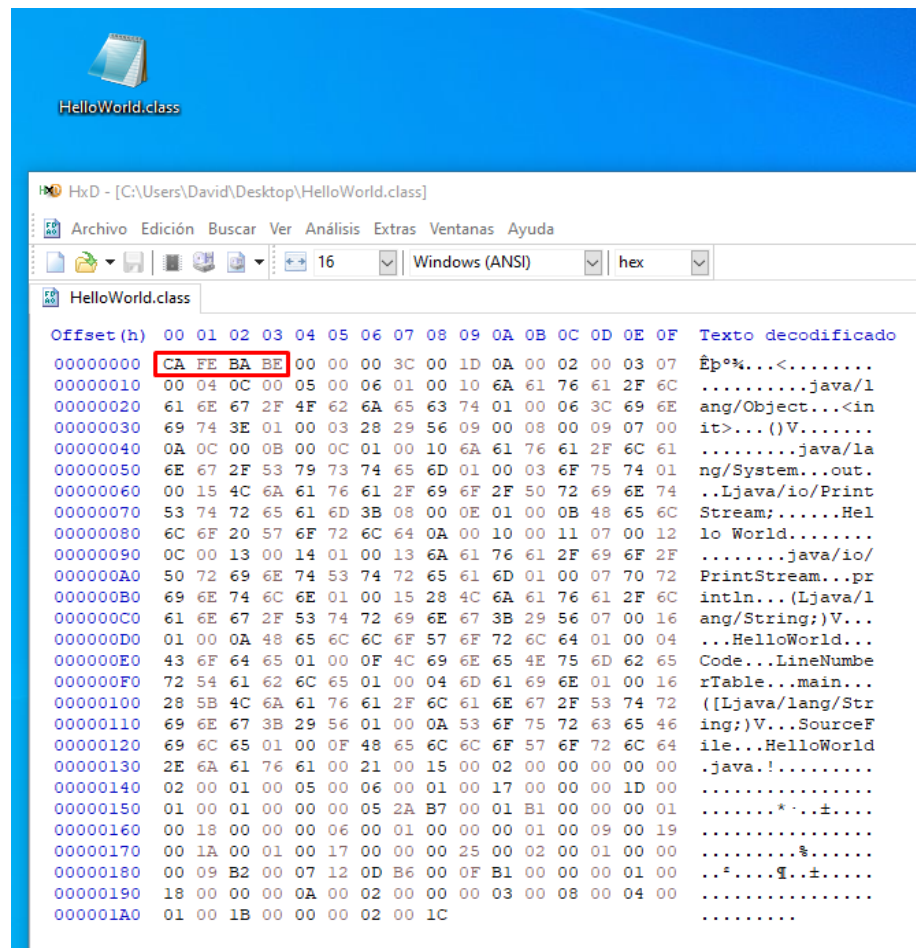 HelloWorld.class
HxD - [C:\Users\David\Desktop\HelloWorld.class]
Archivo Edición Buscar Ver Análisis Extras Ventanas Ayuda
16 Windows (ANSI) hex
HelloWorld.class
Offset(h) 00 01 02 03 04 05 06 07 08 09 0A 0B 0C 0D 0E 0F Texto decodificado
00000000 CA FE BA BE 00 00 00 3C 00 1D 0A 00 02 00 03 07 Êþº¾...<........
00000010 00 04 0C 00 05 00 06 01 00 10 6A 61 76 61 2F 6C ..........java/l
00000020 61 6E 67 2F 4F 62 6A 65 63 74 01 00 06 3C 69 6E ang/Object...<in
00000030 69 74 3E 01 00 03 28 29 56 09 00 08 00 09 07 00 it>...()V.......
00000040 0A 0C 00 0B 00 0C 01 00 10 6A 61 76 61 2F 6C 61 .........java/la
00000050 6E 67 2F 53 79 73 74 65 6D 01 00 03 6F 75 74 01 ng/System...out.
00000060 00 15 4C 6A 61 76 61 2F 69 6F 2F 50 72 69 6E 74 ..Ljava/io/Print
00000070 53 74 72 65 61 6D 3B 08 00 0E 01 00 0B 48 65 6C Stream;......Hel
00000080 6C 6F 20 57 6F 72 6C 64 0A 00 10 00 11 07 00 12 lo World........
00000090 0C 00 13 00 14 01 00 13 6A 61 76 61 2F 69 6F 2F ........java/io/
000000A0 50 72 69 6E 74 53 74 72 65 61 6D 01 00 07 70 72 PrintStream...pr
000000B0 69 6E 74 6C 6E 01 00 15 28 4C 6A 61 76 61 2F 6C intln...(Ljava/l
000000C0 61 6E 67 2F 53 74 72 69 6E 67 3B 29 56 07 00 16 ang/String;)V...
000000D0 01 00 0A 48 65 6C 6C 6F 57 6F 72 6C 64 01 00 04 ...HelloWorld...
000000E0 43 6F 64 65 01 00 0F 4C 69 6E 65 4E 75 6D 62 65 Code...LineNumbe
000000F0 72 54 61 62 6C 65 01 00 04 6D 61 69 6E 01 00 16 rTable...main...
00000100 28 5B 4C 6A 61 76 61 2F 6C 61 6E 67 2F 53 74 72 ([Ljava/lang/Str
00000110 69 6E 67 3B 29 56 01 00 0A 53 6F 75 72 63 65 46 ing;)V...SourceF
00000120 69 6C 65 01 00 0F 48 65 6C 6C 6F 57 6F 72 6C 64 ile...HelloWorld
00000130 2E 6A 61 76 61 00 21 00 15 00 02 00 00 00 00 00 .java.!.........
00000140 02 00 01 00 05 00 06 00 01 00 17 00 00 00 1D 00 ................
00000150 01 00 01 00 00 00 05 2A B7 00 01 B1 00 00 00 01 .......*·..±....
00000160 00 18 00 00 00 06 00 01 00 00 00 01 00 09 00 19 ................
00000170 00 1A 00 01 00 17 00 00 00 25 00 02 00 01 00 00 .........%......
00000180 00 09 B2 00 07 12 0D B6 00 0F B1 00 00 00 01 00 ..²....¶..±.....
00000190 18 00 00 00 0A 00 02 00 00 00 03 00 08 00 04 00 ................
000001A0 01 00 1B 00 00 00 02 00 1C .........